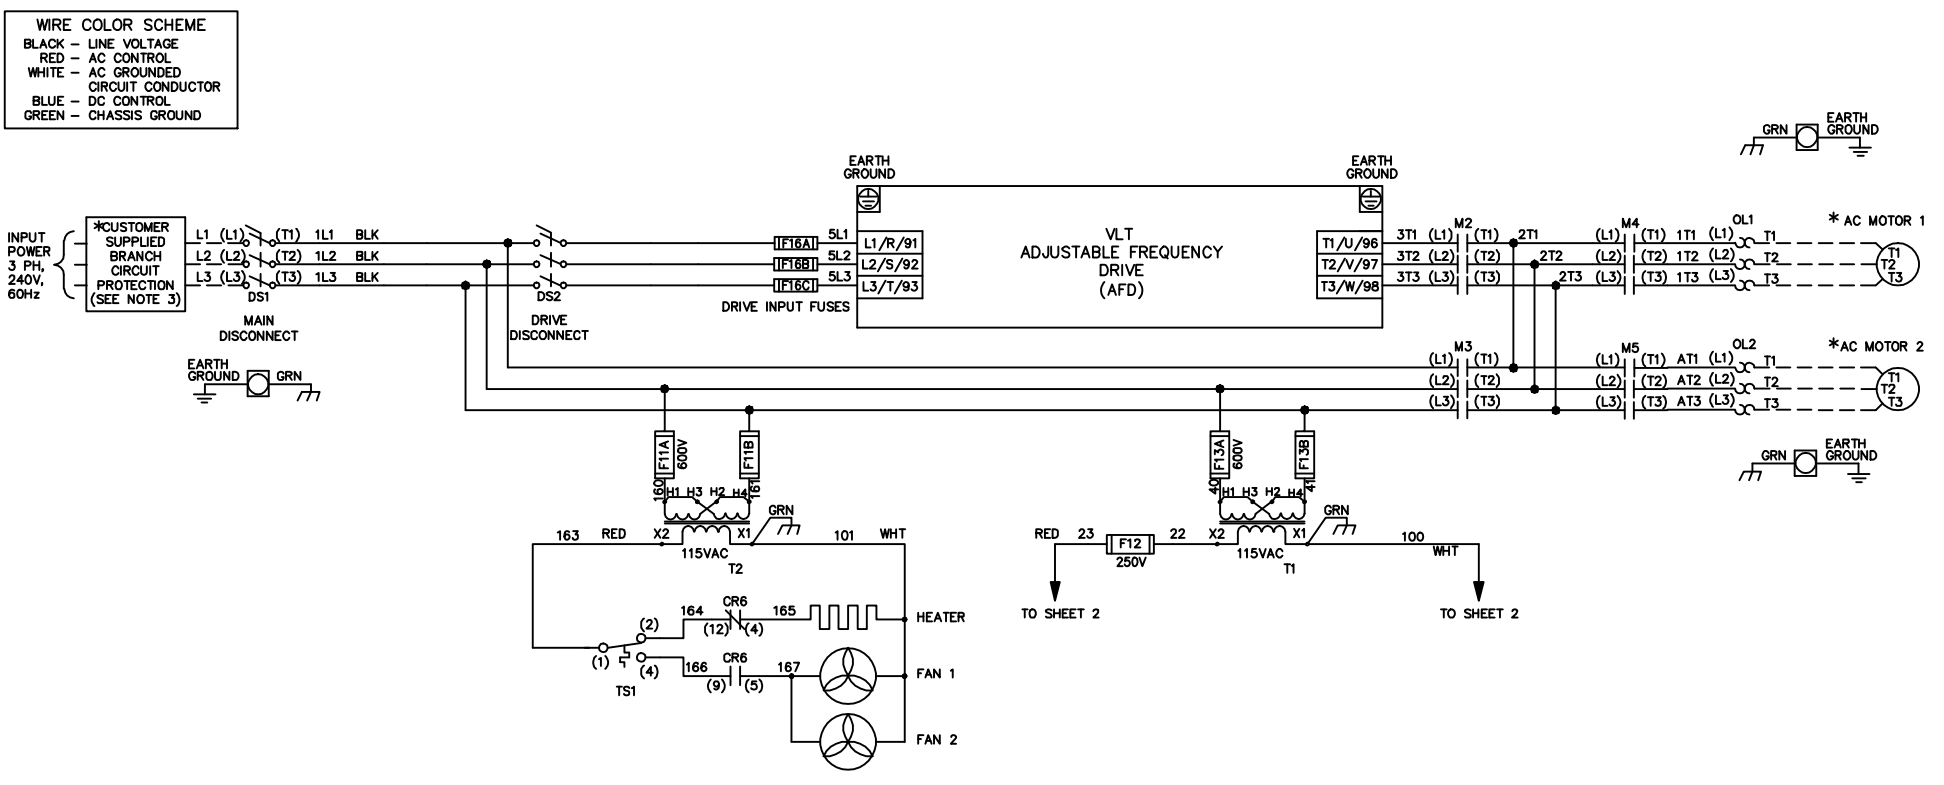 WIRE COLOR SCHEME
BLACK – LINE VOLTAGE
RED – AC CONTROL
WHITE – AC GROUNDED
CIRCUIT CONDUCTOR
BLUE – DC CONTROL
GREEN – CHASSIS GROUND
INPUT
POWER
3 PH,
240V,
60Hz
*CUSTOMER
SUPPLIED
BRANCH
CIRCUIT
PROTECTION
(SEE NOTE 3)
L1 (L1) (T1) 1L1 BLK
L2 (L2) (T2) 1L2 BLK
L3 (L3) (T3) 1L3 BLK
DS1
MAIN
DISCONNECT
EARTH
GROUND
GRN
DS2
DRIVE
DISCONNECT
F16A 5L1
F16B 5L2
F16C 5L3
DRIVE INPUT FUSES
EARTH
GROUND
L1/R/91
L2/S/92
L3/T/93
VLT
ADJUSTABLE FREQUENCY
DRIVE
(AFD)
EARTH
GROUND
T1/U/96
T2/V/97
T3/W/98
M2
3T1 (L1) (T1) 2T1
3T2 (L2) (T2) 2T2
3T3 (L3) (T3) 2T3
M4
(L1) (T1) 1T1 (L1)
(L2) (T2) 1T2 (L2)
(L3) (T3) 1T3 (L3)
OL1
T1
T2
T3
* AC MOTOR 1
T1
T2
T3
GRN
EARTH
GROUND
M3
(L1) (T1)
(L2) (T2)
(L3) (T3)
M5
(L1) (T1) AT1 (L1)
(L2) (T2) AT2 (L2)
(L3) (T3) AT3 (L3)
OL2
T1
T2
T3
*AC MOTOR 2
T1
T2
T3
GRN
EARTH
GROUND
F11A
600V
F11B
160
161
H1 H3 H2 H4
GRN
163 RED X2 X1 101 WHT
115VAC
T2
CR6
164 165
(12) (4)
HEATER
(2)
(1)
(4)
TS1
CR6
166 167
(9) (5)
FAN 1
FAN 2
F13A
600V
F13B
40
41
H1 H3 H2 H4
GRN
RED 23 F12 22 X2 X1 100
WHT
250V
115VAC
T1
TO SHEET 2
TO SHEET 2